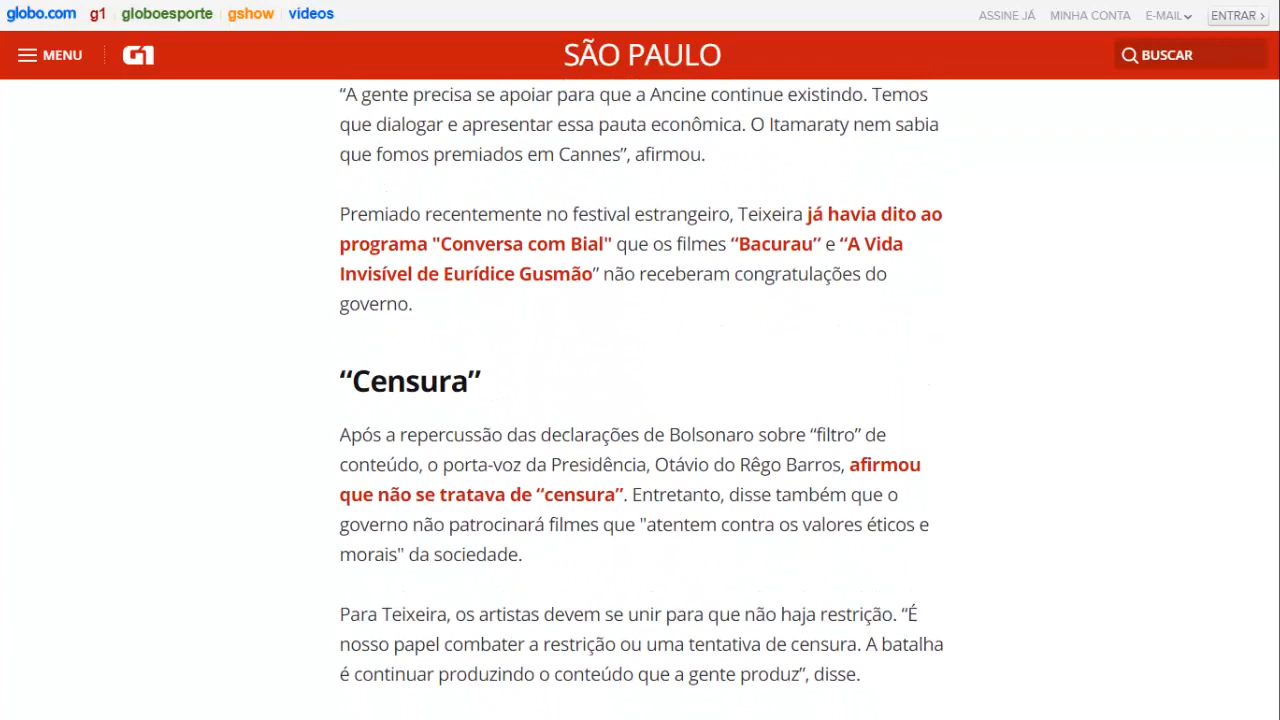 globo.com g1 globoesporte gshow videos ASSINE JÁ MINHA CONTA E-MAIL ENTRAR ›
MENU G1 SÃO PAULO BUSCAR
“A gente precisa se apoiar para que a Ancine continue existindo. Temos
que dialogar e apresentar essa pauta econômica. O Itamaraty nem sabia
que fomos premiados em Cannes”, afirmou.
Premiado recentemente no festival estrangeiro, Teixeira já havia dito ao
programa "Conversa com Bial" que os filmes “Bacurau” e “A Vida
Invisível de Eurídice Gusmão” não receberam congratulações do
governo.
“Censura”
Após a repercussão das declarações de Bolsonaro sobre “filtro” de
conteúdo, o porta-voz da Presidência, Otávio do Rêgo Barros, afirmou
que não se tratava de “censura”. Entretanto, disse também que o
governo não patrocinará filmes que "atentem contra os valores éticos e
morais" da sociedade.
Para Teixeira, os artistas devem se unir para que não haja restrição. “É
nosso papel combater a restrição ou uma tentativa de censura. A batalha
é continuar produzindo o conteúdo que a gente produz”, disse.